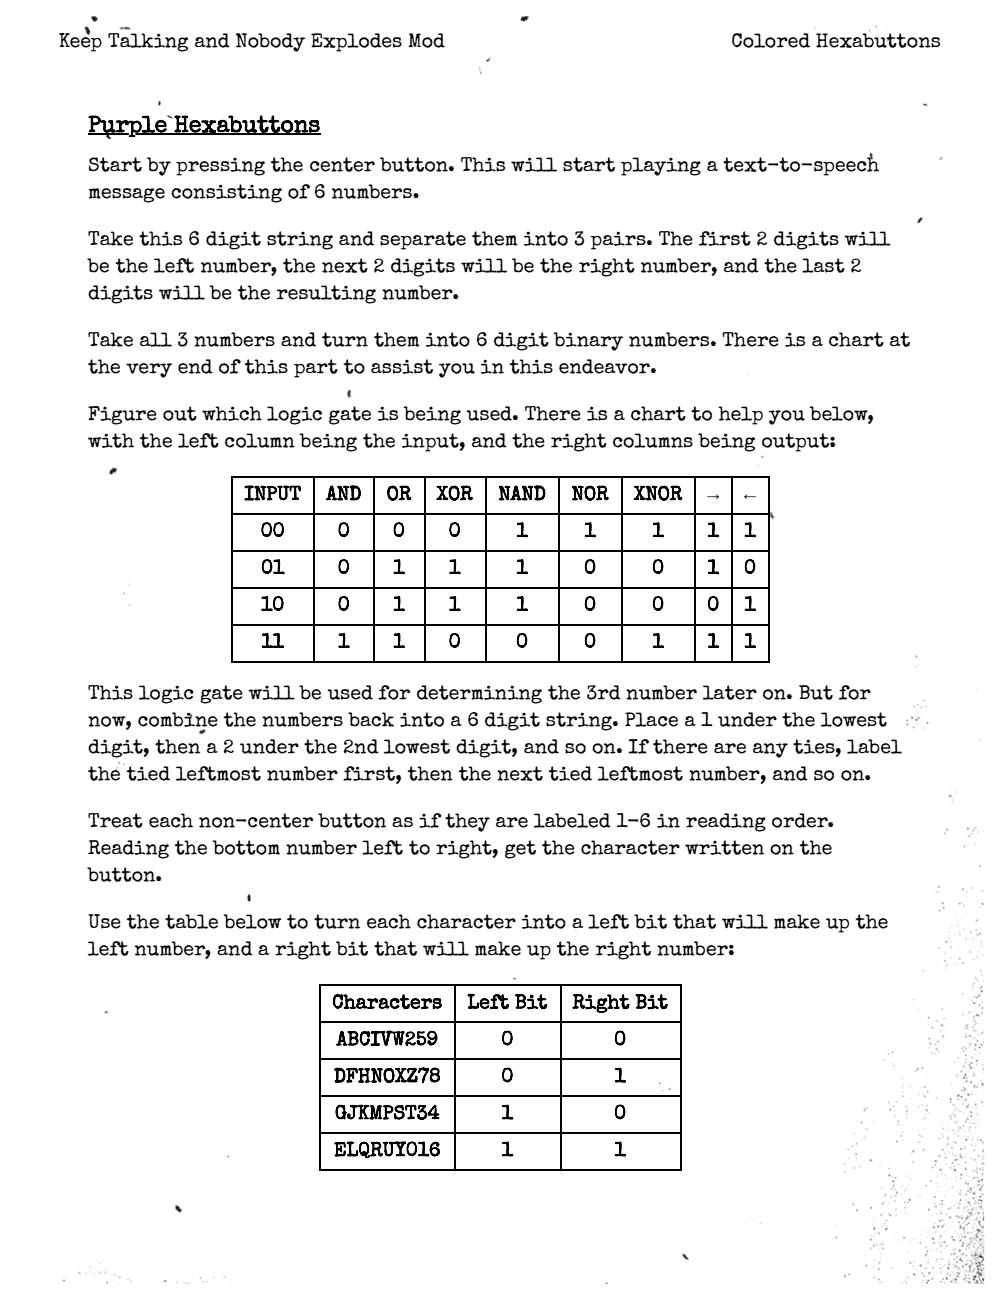 Keep Talking and Nobody Explodes Mod Colored Hexabuttons
Purple Hexabuttons
Start by pressing the center button. This will start playing a text-to-speech
message consisting of 6 numbers.
Take this 6 digit string and separate them into 3 pairs. The first 2 digits will
be the left number, the next 2 digits will be the right number, and the last 2
digits will be the resulting number.
Take all 3 numbers and turn them into 6 digit binary numbers. There is a chart at
the very end of this part to assist you in this endeavor.
Figure out which logic gate is being used. There is a chart to help you below,
with the left column being the input, and the right columns being output:
INPUT AND OR XOR NAND NOR XNOR → ←
00 0 0 0 1 1 1 1 1
01 0 1 1 1 0 0 1 0
10 0 1 1 1 0 0 0 1
11 1 1 0 0 0 1 1 1
This logic gate will be used for determining the 3rd number later on. But for
now, combine the numbers back into a 6 digit string. Place a 1 under the lowest
digit, then a 2 under the 2nd lowest digit, and so on. If there are any ties, label
the tied leftmost number first, then the next tied leftmost number, and so on.
Treat each non-center button as if they are labeled 1-6 in reading order.
Reading the bottom number left to right, get the character written on the
button.
Use the table below to turn each character into a left bit that will make up the
left number, and a right bit that will make up the right number:
Characters Left Bit Right Bit
ABCIVW259 0 0
DFHNOXZ78 0 1
GJKMPST34 1 0
ELQRUY016 1 1